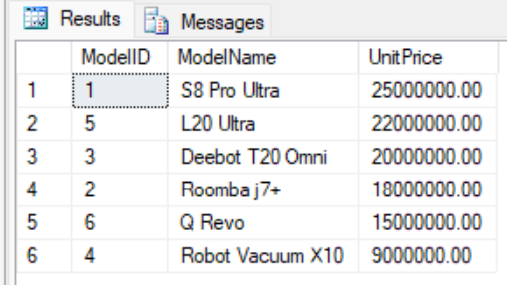 Results Messages
ModelID ModelName UnitPrice
1 1 S8 Pro Ultra 25000000.00
2 5 L20 Ultra 22000000.00
3 3 Deebot T20 Omni 20000000.00
4 2 Roomba j7+ 18000000.00
5 6 Q Revo 15000000.00
6 4 Robot Vacuum X10 9000000.00